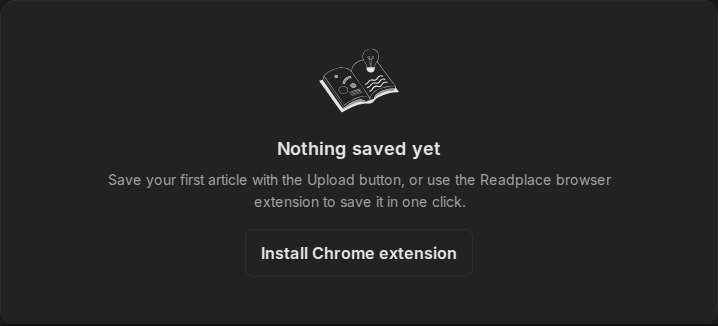 Nothing saved yet
Save your first article with the Upload button, or use the Readplace browser
extension to save it in one click.
Install Chrome extension